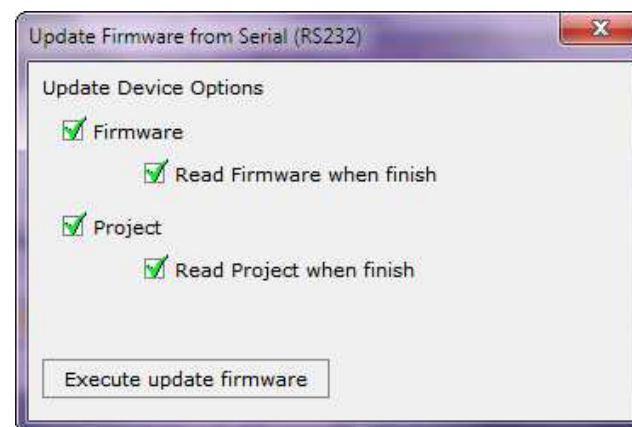 Update Firmware from Serial (RS232)
Update Device Options
Firmware
Read Firmware when finish
Project
Read Project when finish
Execute update firmware